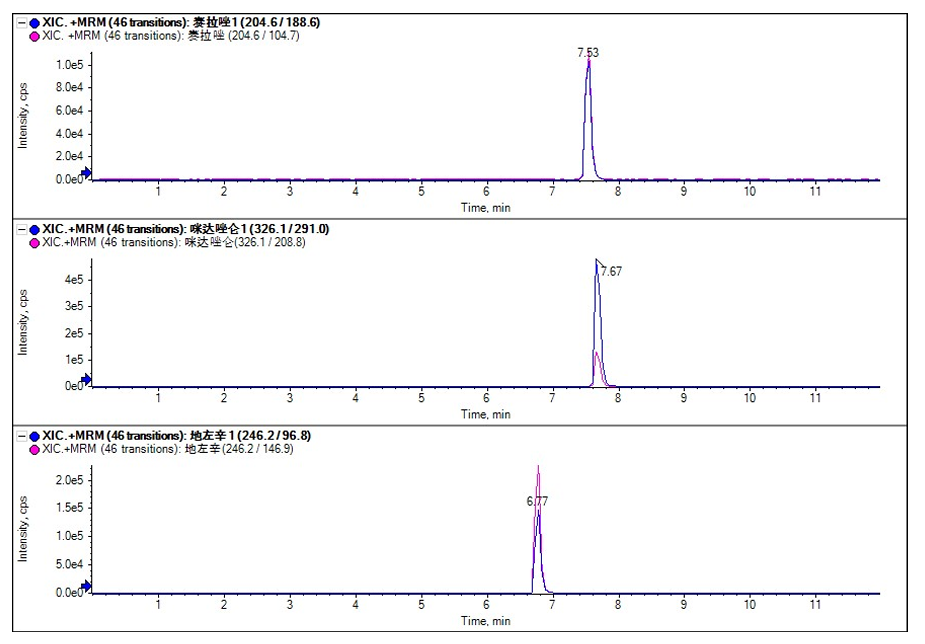 XIC. +MRM (46 transitions): 赛拉唑1 (204.6 / 188.6)
XIC. +MRM (46 transitions): 赛拉唑 (204.6 / 104.7)
7.53
Intensity, cps
1.0e5
8.0e4
6.0e4
4.0e4
2.0e4
0.0e0
1 2 3 4 5 6 7 8 9 10 11
Time, min
XIC.+MRM (46 transitions): 咪达唑仑1 (326.1 / 291.0)
XIC.+MRM (46 transitions): 咪达唑仑(326.1 / 208.8)
7.67
Intensity, cps
4e5
3e5
2e5
1e5
0e0
1 2 3 4 5 6 7 8 9 10 11
Time, min
XIC.+MRM (46 transitions): 地左辛1 (246.2 / 96.8)
XIC.+MRM (46 transitions): 地左辛(246.2 / 146.9)
6.77
Intensity, cps
2.0e5
1.5e5
1.0e5
5.0e4
0.0e0
1 2 3 4 5 6 7 8 9 10 11
Time, min